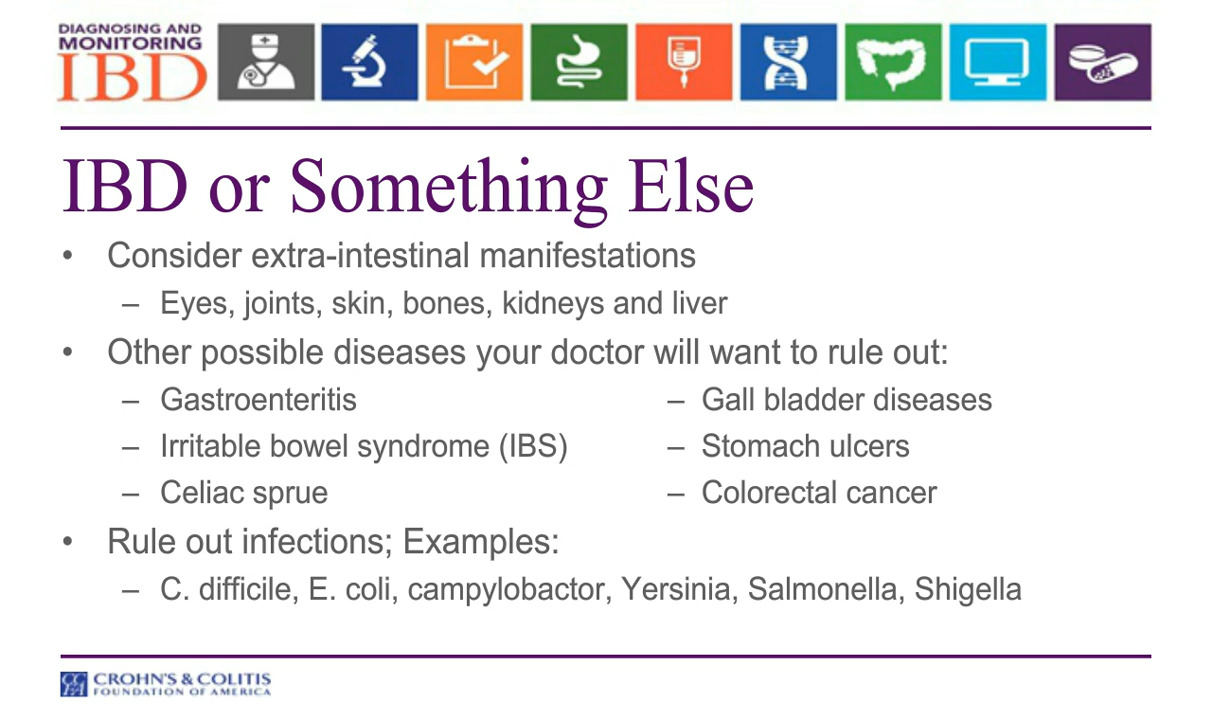 DIAGNOSING AND
MONITORING
IBD
IBD or Something Else
• Consider extra-intestinal manifestations
– Eyes, joints, skin, bones, kidneys and liver
• Other possible diseases your doctor will want to rule out:
– Gastroenteritis
– Irritable bowel syndrome (IBS)
– Celiac sprue
– Gall bladder diseases
– Stomach ulcers
– Colorectal cancer
• Rule out infections; Examples:
– C. difficile, E. coli, campylobactor, Yersinia, Salmonella, Shigella
CCFA
CROHN'S & COLITIS
FOUNDATION OF AMERICA